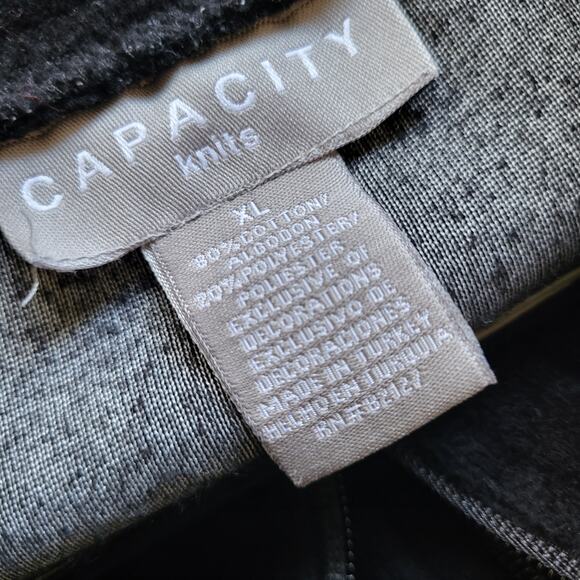 CAPACITY
knits
XL
80% COTTON/
ALGODON
20% POLYESTER/
POLIESTER
EXCLUSIVE OF
DECORATIONS
EXCLUSIVO DE
DECORACIONES
MADE IN TURKEY
HECHO EN TURQUIA
RN# 62127